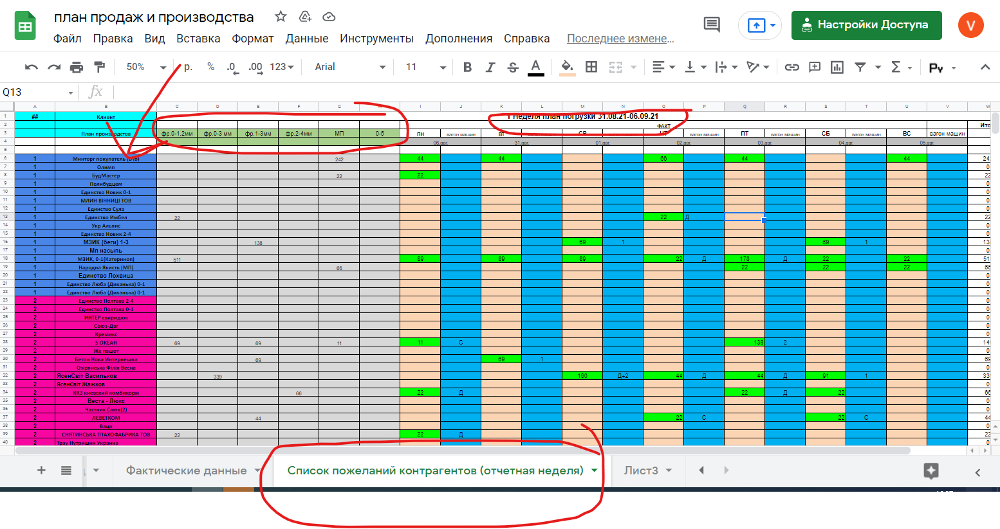 план продаж и производства
Файл Правка Вид Вставка Формат Данные Инструменты Дополнения Справка Последнее измене…
Настройки Доступа
V
50% р. % .0 .00 123 Arial 11 B I S A Σ Ру
Q13 fx
A B C D E F G H I J K L M N O P Q R S T U V W
1 ## Клиент 1 Неделя план погрузки 31.08.21-06.09.21
2 ФАКТ Ито
3 План производства фр.0-1,2мм фр.0-3 мм фр.1-3мм фр.2-4мм МП 0-5 ПН вагон машин ВТ вагон машин СР вагон машин ЧТ вагон машин ПТ вагон машин СБ вагон машин ВС вагон машин
4 06.авг. 31.авг. 01.авг. 02.авг. 03.авг. 04.авг. 05.авг.
5
6 1 Минторг покупатель 242 44 44 66 44 44 24
7 1 Олимп 0
8 1 БудМастер 22 22 22
9 1 Полибудцем 0
10 1 Единство Новик 0-1 0
11 1 МЛИН ВІННИЦІ ТОВ 0
12 1 Единство Сула 0
13 1 Единство Имбел 22 22 Д 22
14 1 Укр Альянс 0
15 1 Единство Новик 2-4 0
16 1 МЗИК (беги) 1-3 138 69 1 69 1 13
17 1 Мп насыпь 0
18 1 МЗИК, 0-1(Катериноп) 511 89 89 89 22 Д 178 Д 22 22 51
19 1 Народна Якисть (МП) 66 22 22 22 66
20 1 Единство Лохвица 0
21 1 Единство Люба (Диканька) 0-1 0
22 1 Единство Люба (Диканька) 0-1 0
23 2 Единство Полтава 2-4 0
24 2 Единство Полтава 0-1 0
25 2 ИНТЕР свиридюк 0
26 2 Союз-Даг 0
27 2 Кремикс 0
28 2 5 ОКЕАН 69 69 11 11 С 138 2 14
29 2 Жк пашот 0
30 2 Бетон Нова Интернешнл 69 69 1 69
31 2 Озірянська Філія Весна 0
32 2 ЯсенСвіт Васильков 339 160 Д+2 44 Д 44 Д 91 1 33
33 2 ЯсенСвіт Жажков 0
34 2 ККЗ киевский комбикорм 66 22 Д 22 Д 22 66
35 2 Веста - Люкс 0
36 2 Частник Саюк(2) 0
37 2 ЛЕВЕТКОМ 44 22 С 22 С 44
38 2 Ваци 0
39 2 СНЯТИНСЬКА ПТАХОФАБРИКА ТОВ 22 22 Д 22
40 2 Трау Нутришин Украина 0
Фактические данные Список пожеланий контрагентов (отчетная неделя) Лист3